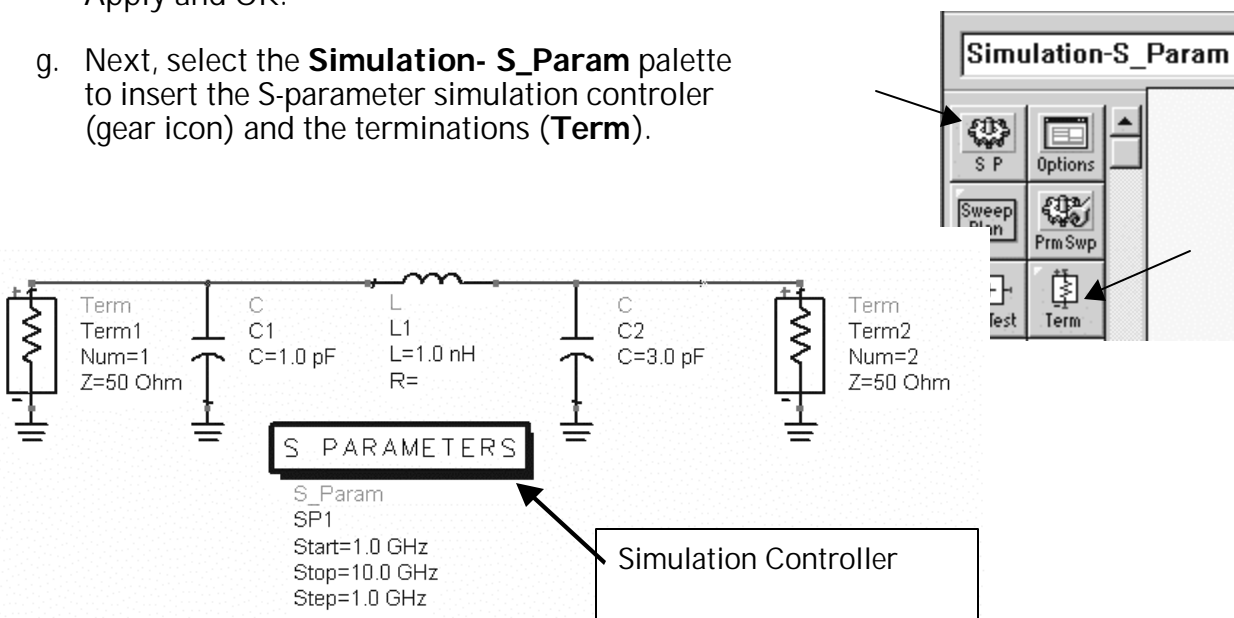 Apply and OK.
g. Next, select the Simulation- S_Param palette
to insert the S-parameter simulation controler
(gear icon) and the terminations (Term).
Simulation-S_Param
S P
Options
Sweep
Plan
Prm Swp
Test
Term
+
Term
Term1
Num=1
Z=50 Ohm
-
C
C1
C=1.0 pF
L
L1
L=1.0 nH
R=
C
C2
C=3.0 pF
+
Term
Term2
Num=2
Z=50 Ohm
-
S PARAMETERS
S_Param
SP1
Start=1.0 GHz
Stop=10.0 GHz
Step=1.0 GHz
Simulation Controller